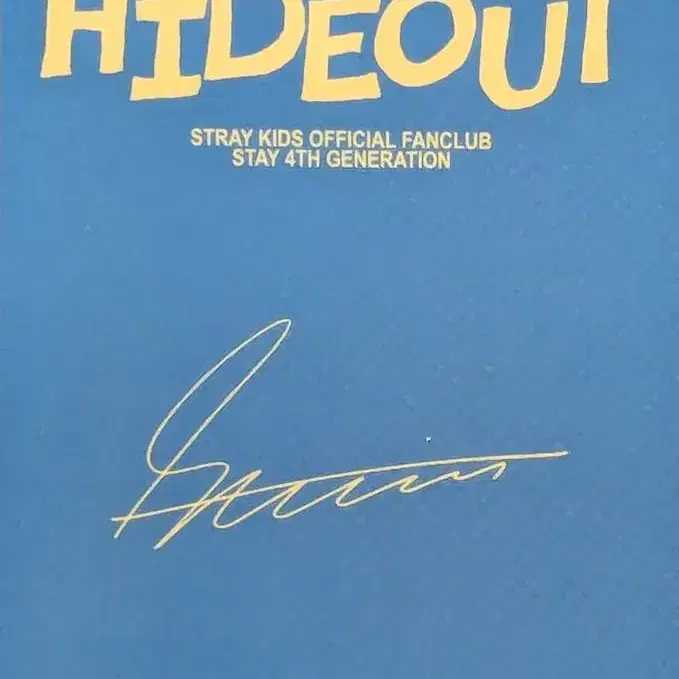 HIDEOUT
STRAY KIDS OFFICIAL FANCLUB
STAY 4TH GENERATION